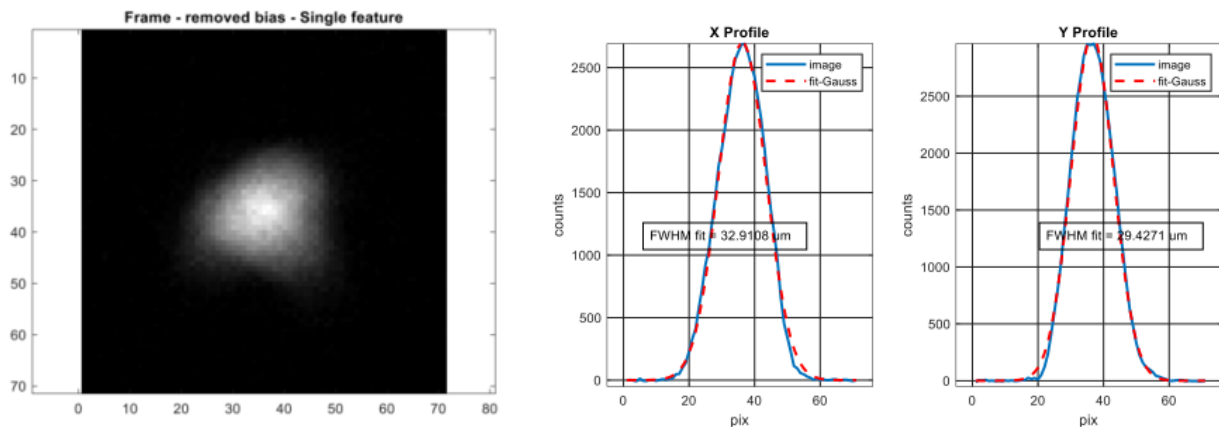 Frame - removed bias - Single feature
10
20
30
40
50
60
70
0
10
20
30
40
50
60
70
80
X Profile
image
fit-Gauss
2500
2000
1500
1000
500
0
counts
FWHM fit = 32.9108 um
0
20
40
60
pix
Y Profile
image
fit-Gauss
2500
2000
1500
1000
500
0
counts
FWHM fit = 29.4271 um
0
20
40
60
pix